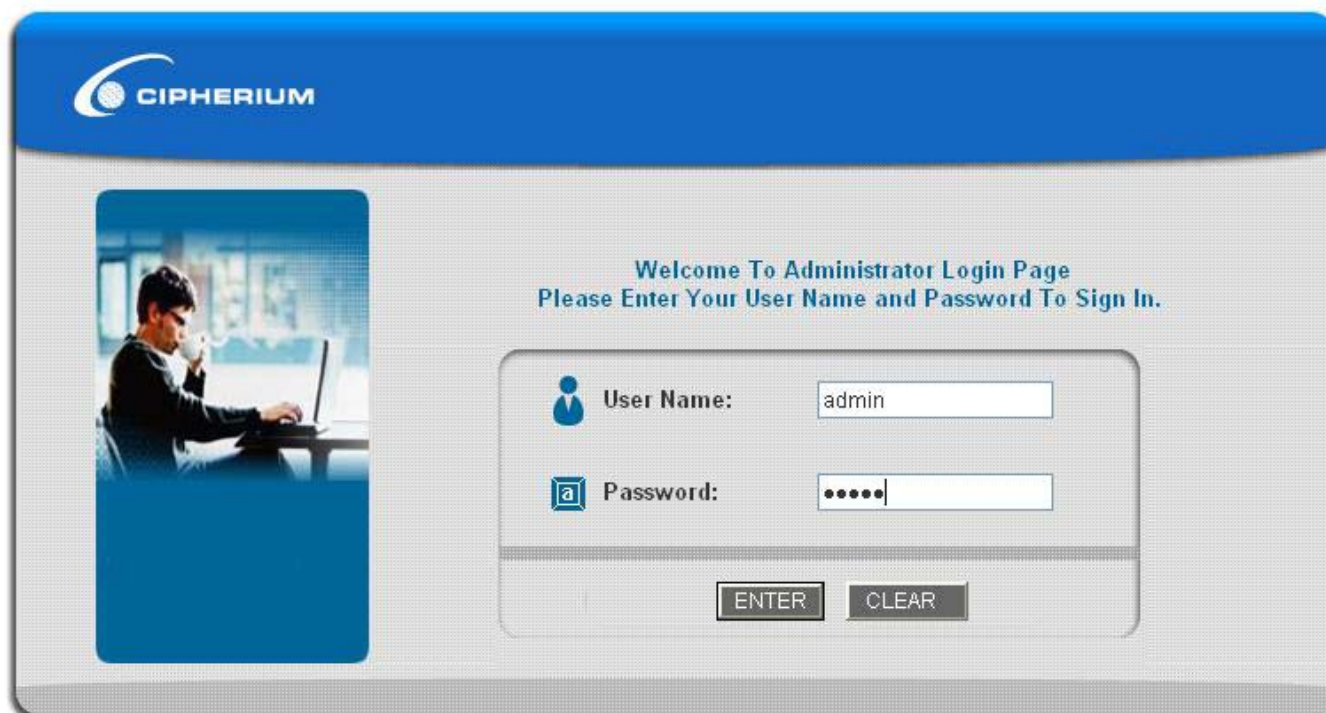 CIPHERIUM
Welcome To Administrator Login Page
Please Enter Your User Name and Password To Sign In.
User Name: admin
a Password: •••••
ENTER CLEAR